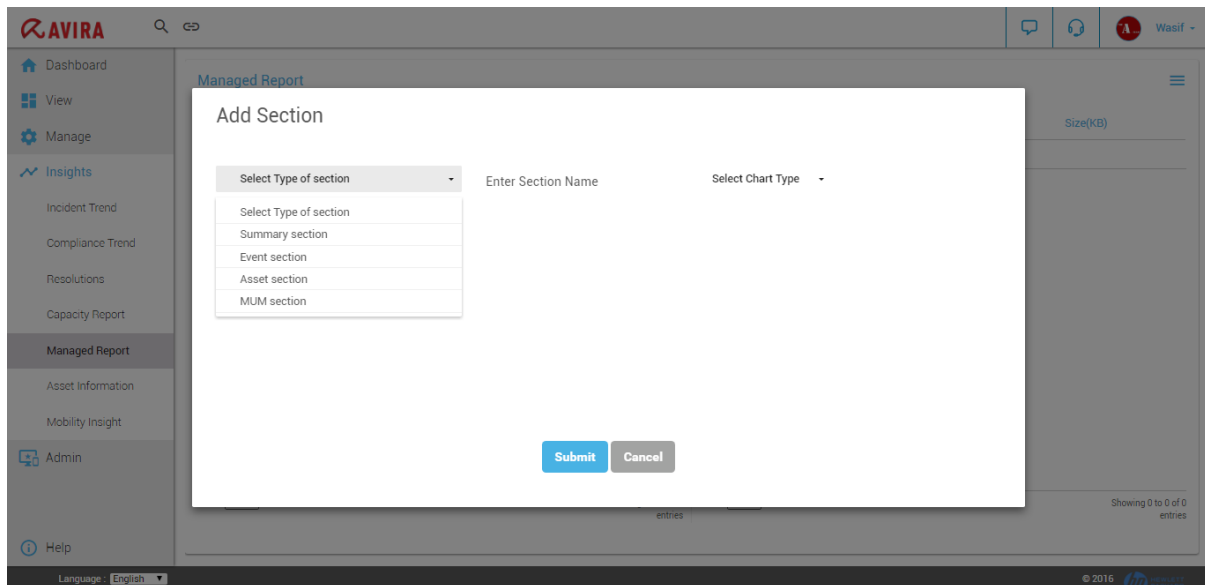 AVIRA
Wasif
Dashboard
View
Manage
Insights
Incident Trend
Compliance Trend
Resolutions
Capacity Report
Managed Report
Asset Information
Mobility Insight
Admin
Help
Language : English
Managed Report
Size(KB)
Add Section
Select Type of section
Enter Section Name
Select Chart Type
Select Type of section
Summary section
Event section
Asset section
MUM section
Submit
Cancel
entries
Showing 0 to 0 of 0
entries
© 2016